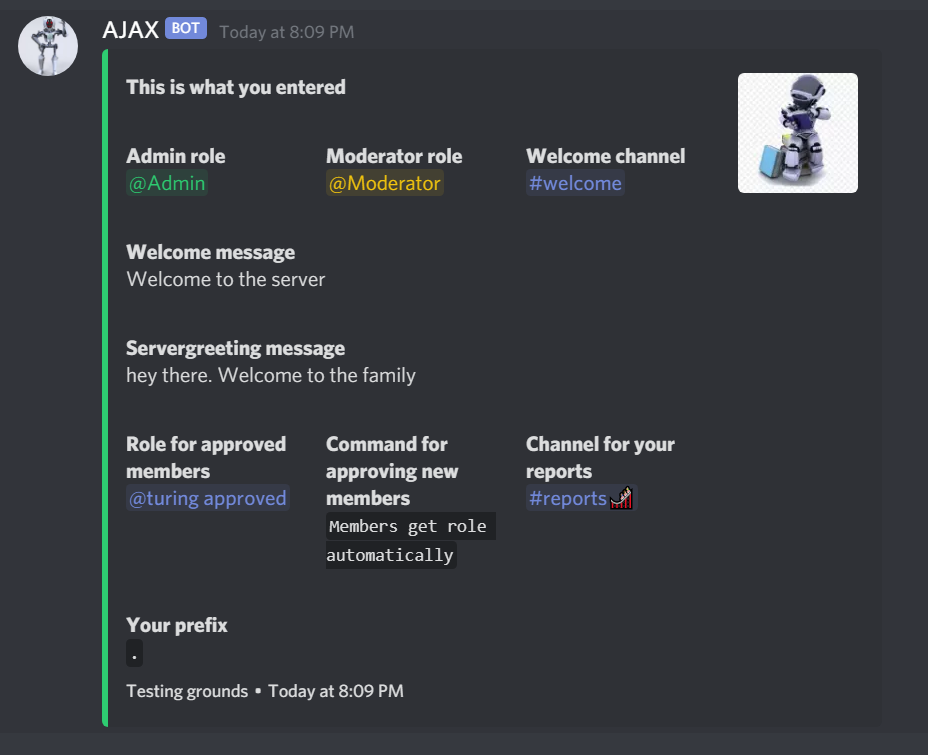 AJAX BOT Today at 8:09 PM
This is what you entered
Admin role
@Admin
Moderator role
@Moderator
Welcome channel
#welcome
Welcome message
Welcome to the server
Servergreeting message
hey there. Welcome to the family
Role for approved
members
@turing approved
Command for
approving new
members
Members get role
automatically
Channel for your
reports
#reports
Your prefix
.
Testing grounds • Today at 8:09 PM